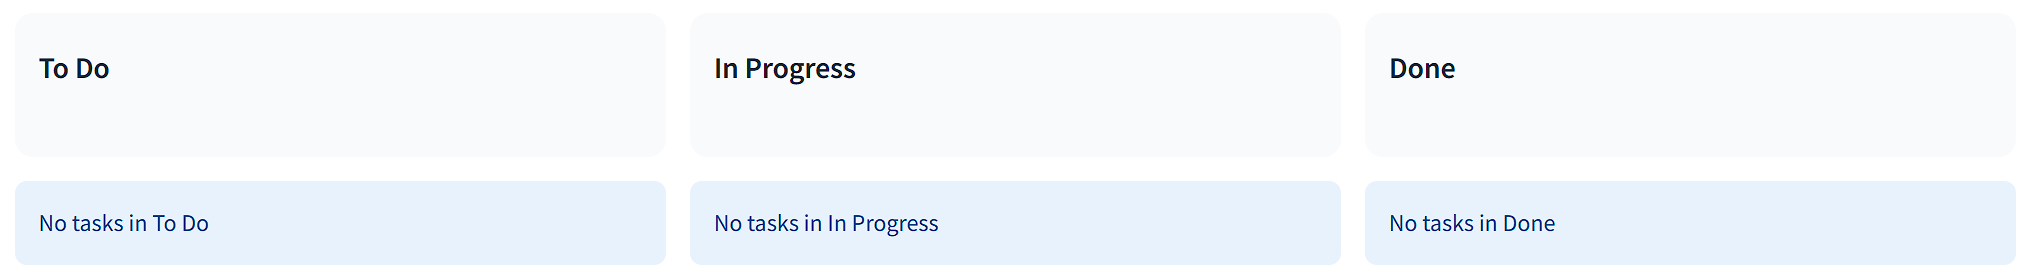 To Do
In Progress
Done
No tasks in To Do
No tasks in In Progress
No tasks in Done